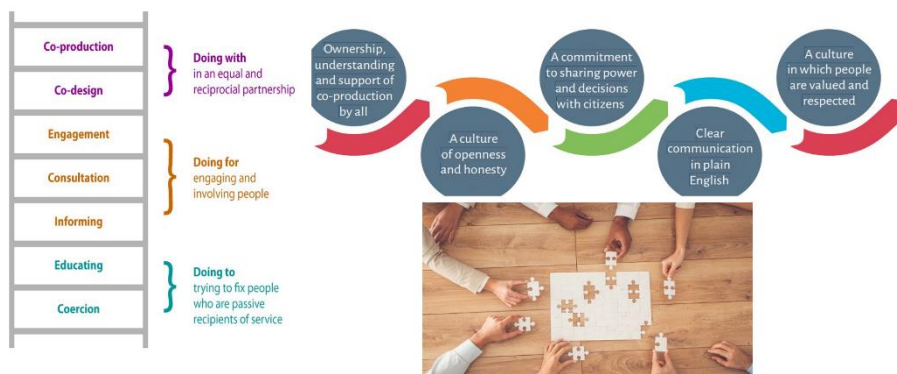 Co-production
Co-design
Engagement
Consultation
Informing
Educating
Coercion
Doing with
in an equal and
reciprocial partnership
Doing for
engaging and
involving people
Doing to
trying to fix people
who are passive
recipients of service
Ownership,
understanding
and support of
co-production
by all
A culture
of openness
and honesty
A commitment
to sharing power
and decisions
with citizens
Clear
communication
in plain
English
A culture
in which people
are valued and
respected